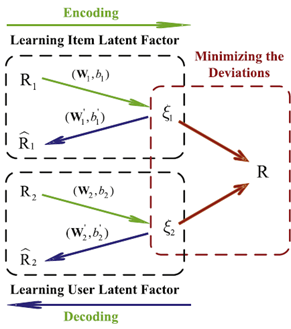 Encoding
Learning Item Latent Factor
Minimizing the
Deviations
R₁
(W₁,b₁)
ξ₁
(W₁',b₁')
R̂₁
R
R₂
(W₂,b₂)
ξ₂
(W₂',b₂')
R̂₂
Learning User Latent Factor
Decoding